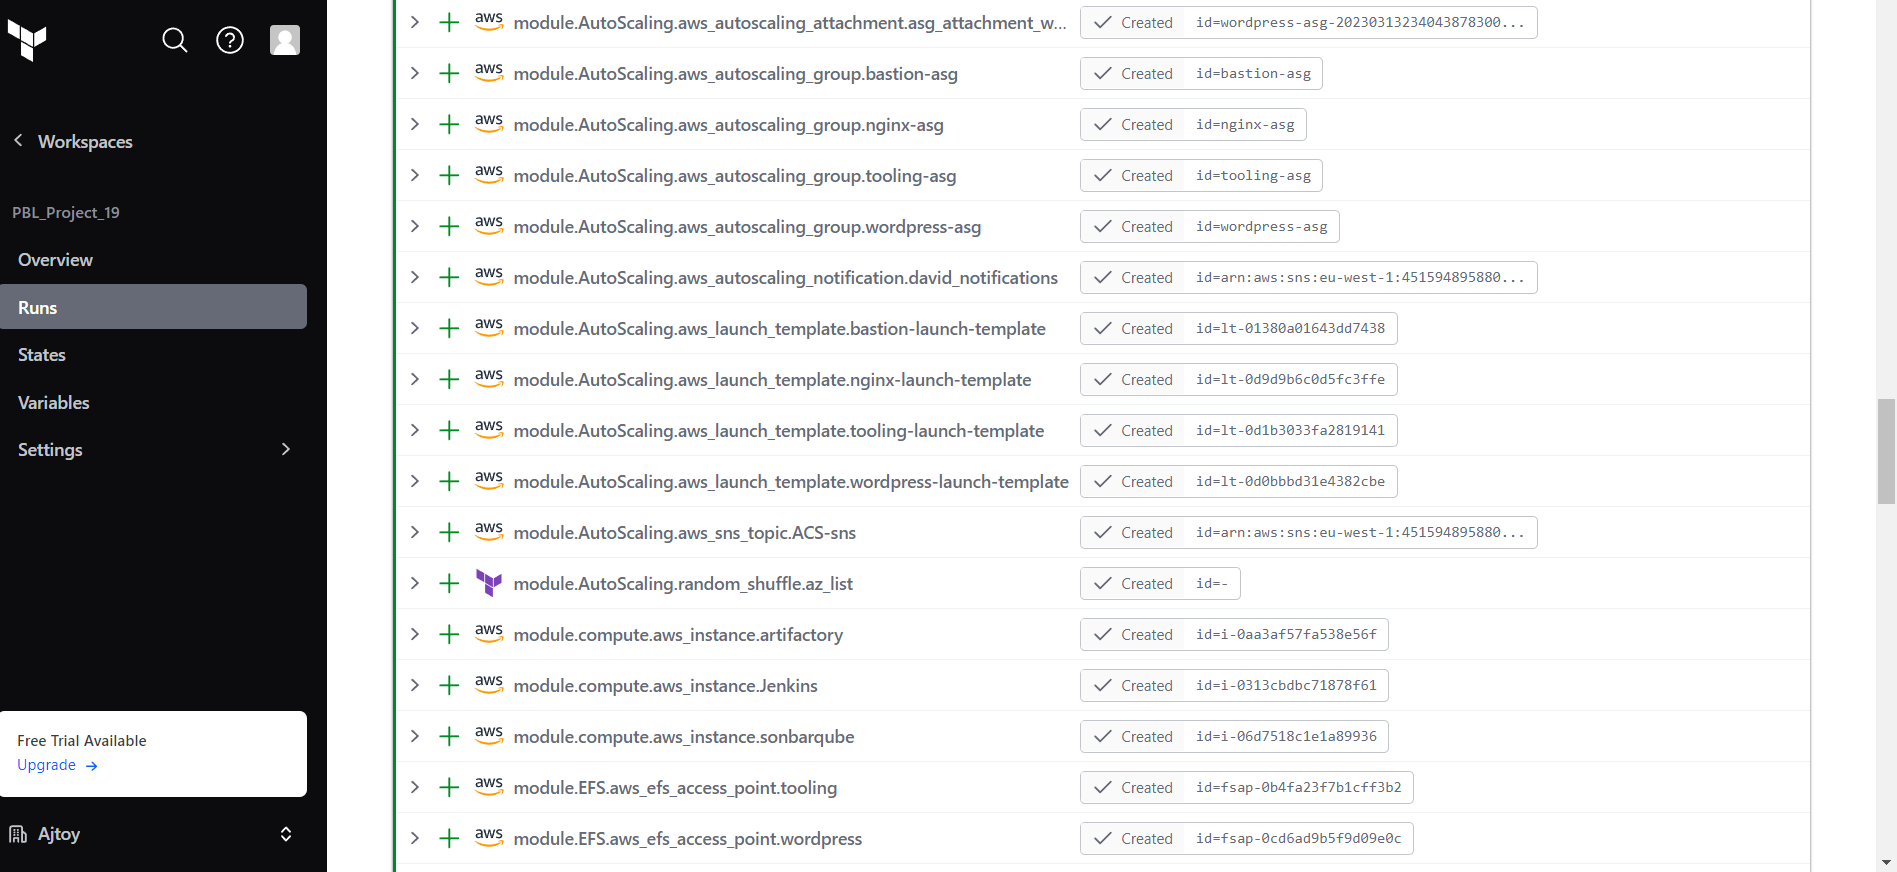 Workspaces
PBL_Project_19
Overview
Runs
States
Variables
Settings
Free Trial Available
Upgrade →
Ajtoy
aws module.AutoScaling.aws_autoscaling_attachment.asg_attachment_w... Created id=wordpress-asg-20230313234043878300...
aws module.AutoScaling.aws_autoscaling_group.bastion-asg Created id=bastion-asg
aws module.AutoScaling.aws_autoscaling_group.nginx-asg Created id=nginx-asg
aws module.AutoScaling.aws_autoscaling_group.tooling-asg Created id=tooling-asg
aws module.AutoScaling.aws_autoscaling_group.wordpress-asg Created id=wordpress-asg
aws module.AutoScaling.aws_autoscaling_notification.david_notifications Created id=arn:aws:sns:eu-west-1:451594895880...
aws module.AutoScaling.aws_launch_template.bastion-launch-template Created id=lt-01380a01643dd7438
aws module.AutoScaling.aws_launch_template.nginx-launch-template Created id=lt-0d9d9b6c0d5fc3ffe
aws module.AutoScaling.aws_launch_template.tooling-launch-template Created id=lt-0d1b3033fa2819141
aws module.AutoScaling.aws_launch_template.wordpress-launch-template Created id=lt-0d0bbbd31e4382cbe
aws module.AutoScaling.aws_sns_topic.ACS-sns Created id=arn:aws:sns:eu-west-1:451594895880...
module.AutoScaling.random_shuffle.az_list Created id=-
aws module.compute.aws_instance.artifactory Created id=i-0aa3af57fa538e56f
aws module.compute.aws_instance.Jenkins Created id=i-0313cbdbc71878f61
aws module.compute.aws_instance.sonbarqube Created id=i-06d7518c1e1a89936
aws module.EFS.aws_efs_access_point.tooling Created id=fsap-0b4fa23f7b1cff3b2
aws module.EFS.aws_efs_access_point.wordpress Created id=fsap-0cd6ad9b5f9d09e0c